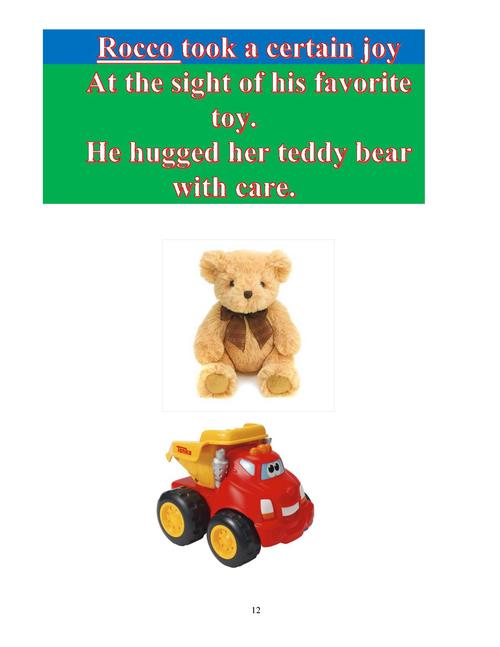 Rocco took a certain joy
At the sight of his favorite
toy.
He hugged her teddy bear
with care.
Tonka
12